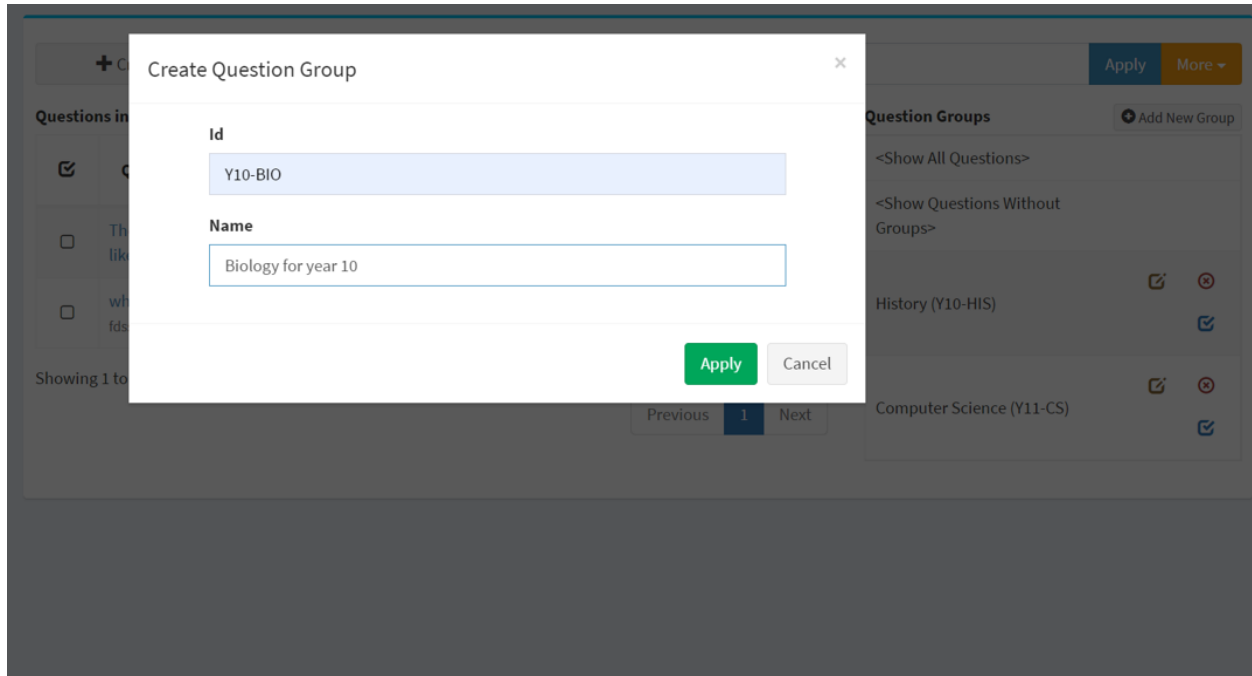 Create Question Group
×
Id
Y10-BIO
Name
Biology for year 10
Apply
Cancel
Apply
More
Questions in
Question Groups
Add New Group
<Show All Questions>
<Show Questions Without
Groups>
History (Y10-HIS)
Computer Science (Y11-CS)
Showing 1 to
Previous
1
Next